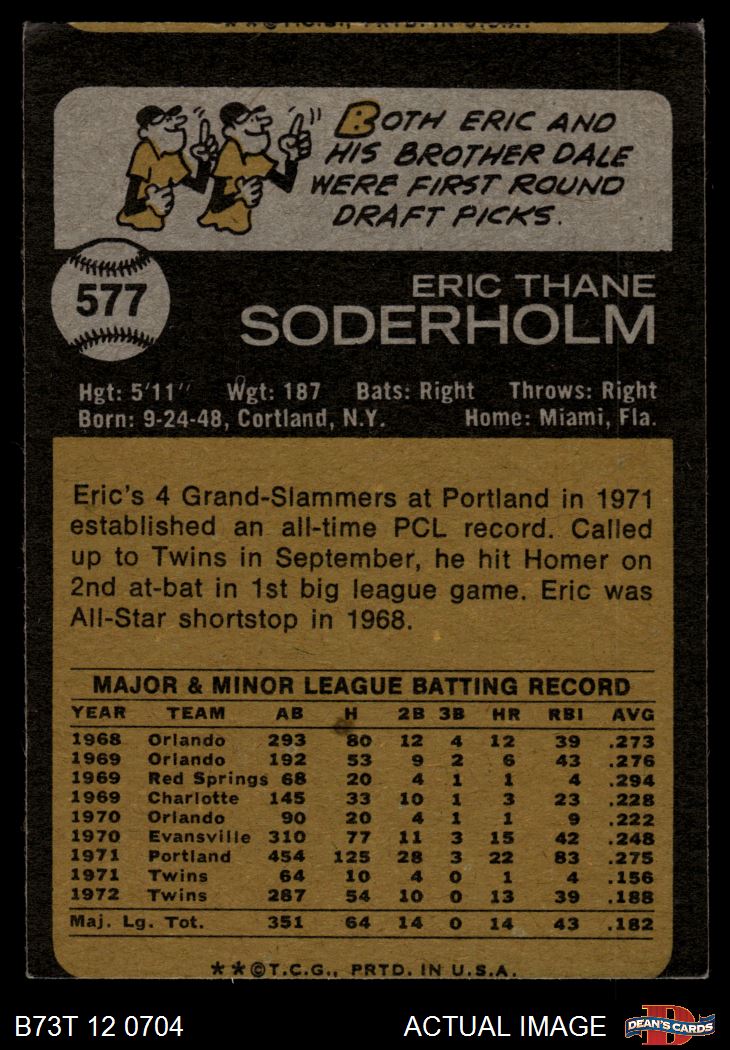 **©T.C.G., PRTD. IN U.S.A.
BOTH ERIC AND
HIS BROTHER DALE
WERE FIRST ROUND
DRAFT PICKS.
577
ERIC THANE
SODERHOLM
Hgt: 5'11" Wgt: 187 Bats: Right Throws: Right
Born: 9-24-48, Cortland, N.Y. Home: Miami, Fla.
Eric's 4 Grand-Slammers at Portland in 1971
established an all-time PCL record. Called
up to Twins in September, he hit Homer on
2nd at-bat in 1st big league game. Eric was
All-Star shortstop in 1968.
MAJOR & MINOR LEAGUE BATTING RECORD
YEAR TEAM AB H 2B 3B HR RBI AVG
1968 Orlando 293 80 12 4 12 39 .273
1969 Orlando 192 53 9 2 6 43 .276
1969 Red Springs 68 20 4 1 1 4 .294
1969 Charlotte 145 33 10 1 3 23 .228
1970 Orlando 90 20 4 1 1 9 .222
1970 Evansville 310 77 11 3 15 42 .248
1971 Portland 454 125 28 3 22 83 .275
1971 Twins 64 10 4 0 1 4 .156
1972 Twins 287 54 10 0 13 39 .188
Maj. Lg. Tot. 351 64 14 0 14 43 .182
**©T.C.G., PRTD. IN U.S.A.
B73T 12 0704 ACTUAL IMAGE D DEAN'S CARDS